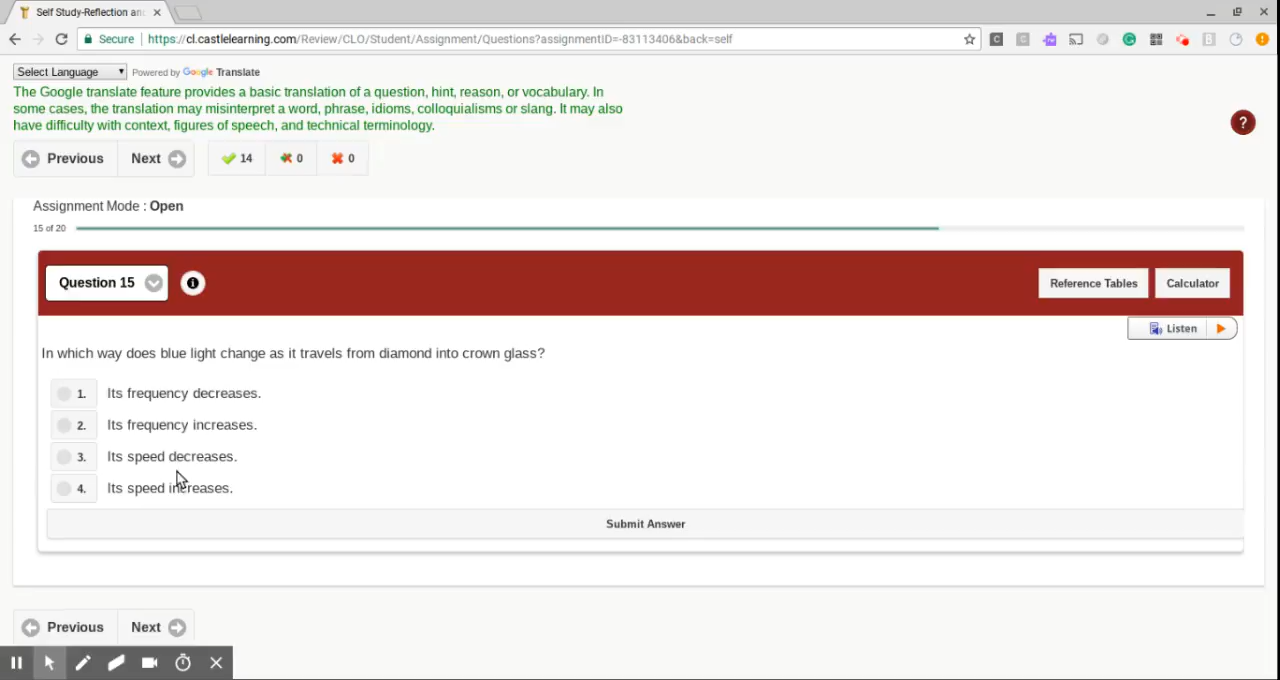 Self Study-Reflection an
Secure https://cl.castlelearning.com/Review/CLO/Student/Assignment/Questions?assignmentID=-83113406&back=self
Select Language Powered by Google Translate
The Google translate feature provides a basic translation of a question, hint, reason, or vocabulary. In
some cases, the translation may misinterpret a word, phrase, idioms, colloquialisms or slang. It may also
have difficulty with context, figures of speech, and technical terminology.
?
Previous Next 14 0 0
Assignment Mode : Open
15 of 20
Question 15 Reference Tables Calculator
Listen
In which way does blue light change as it travels from diamond into crown glass?
1. Its frequency decreases.
2. Its frequency increases.
3. Its speed decreases.
4. Its speed increases.
Submit Answer
Previous Next